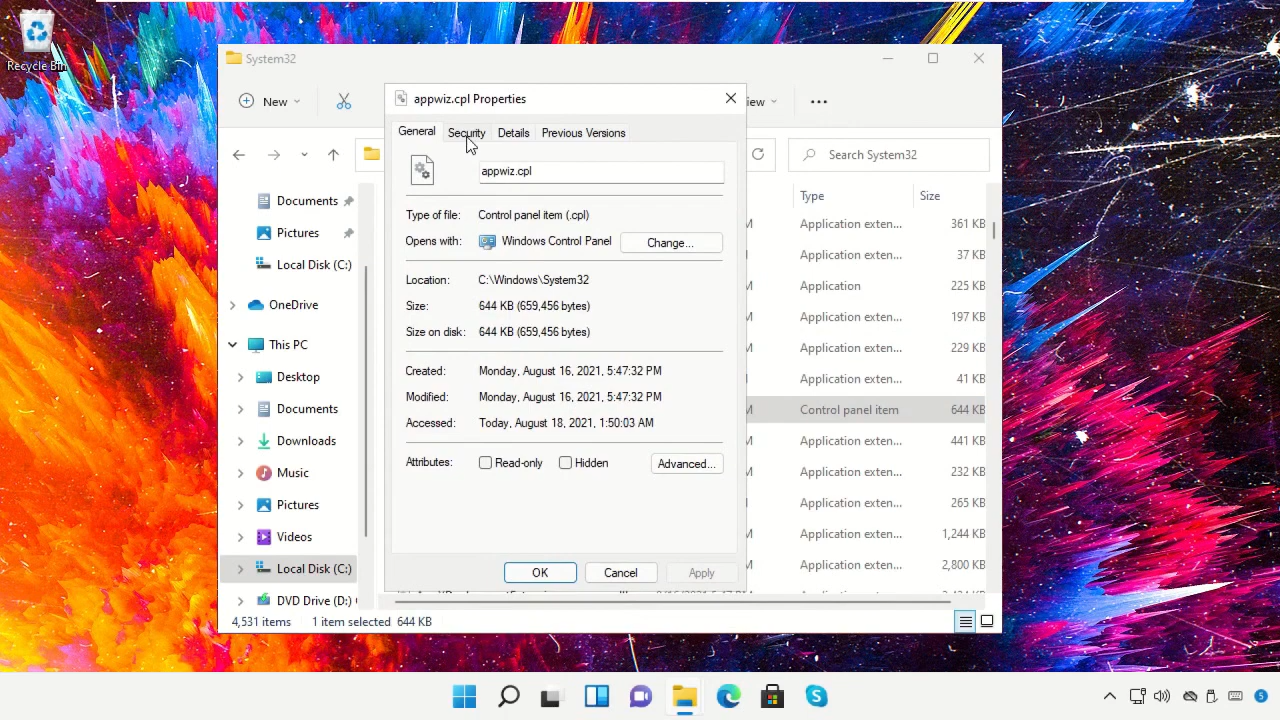 Recycle Bin
System32
New
iew
Search System32
appwiz.cpl Properties
General Security Details Previous Versions
appwiz.cpl
Type of file: Control panel item (.cpl)
Opens with: Windows Control Panel Change...
Location: C:\Windows\System32
Size: 644 KB (659,456 bytes)
Size on disk: 644 KB (659,456 bytes)
Created: Monday, August 16, 2021, 5:47:32 PM
Modified: Monday, August 16, 2021, 5:47:32 PM
Accessed: Today, August 18, 2021, 1:50:03 AM
Attributes: Read-only Hidden Advanced...
OK Cancel Apply
Documents
Pictures
Local Disk (C:)
OneDrive
This PC
Desktop
Documents
Downloads
Music
Pictures
Videos
Local Disk (C:)
DVD Drive (D:)
Type Size
M Application exten... 361 KB
Application exten... 37 KB
Application 225 KB
M Application exten... 197 KB
M Application exten... 229 KB
Application exten... 41 KB
M Control panel item 644 KB
M Application exten... 441 KB
M Application exten... 232 KB
M Application exten... 265 KB
M Application exten... 1,244 KB
M Application exten... 2,800 KB
4,531 items 1 item selected 644 KB
5